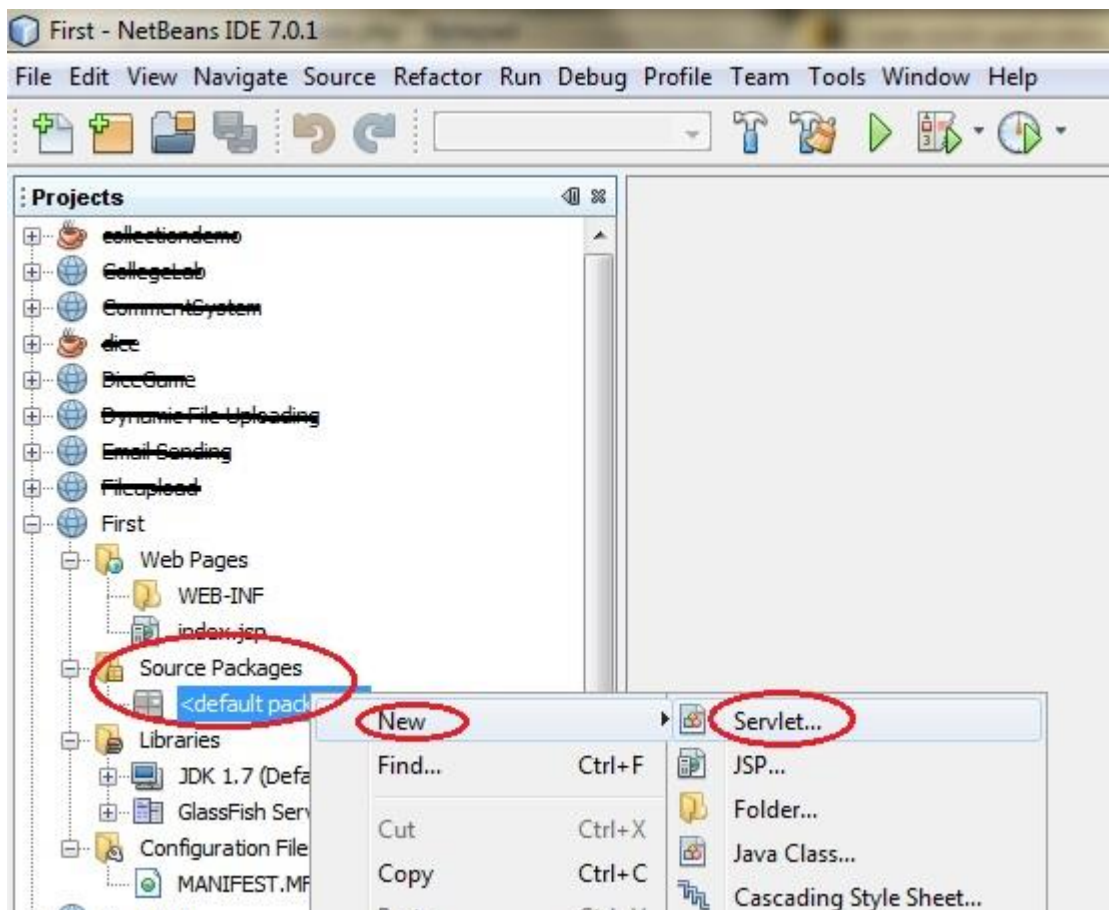 First - NetBeans IDE 7.0.1
File Edit View Navigate Source Refactor Run Debug Profile Team Tools Window Help
Projects
collectiondemo
CollegeLab
CommentSystem
dice
DiceGame
Dynamic File Uploading
Email Sending
Fileupload
First
Web Pages
WEB-INF
index.jsp
Source Packages
<default pack
New
Servlet...
Libraries
Find... Ctrl+F
JSP...
JDK 1.7 (Defa
GlassFish Serv
Folder...
Cut Ctrl+X
Configuration File
Java Class...
MANIFEST.MF
Copy Ctrl+C
Cascading Style Sheet...